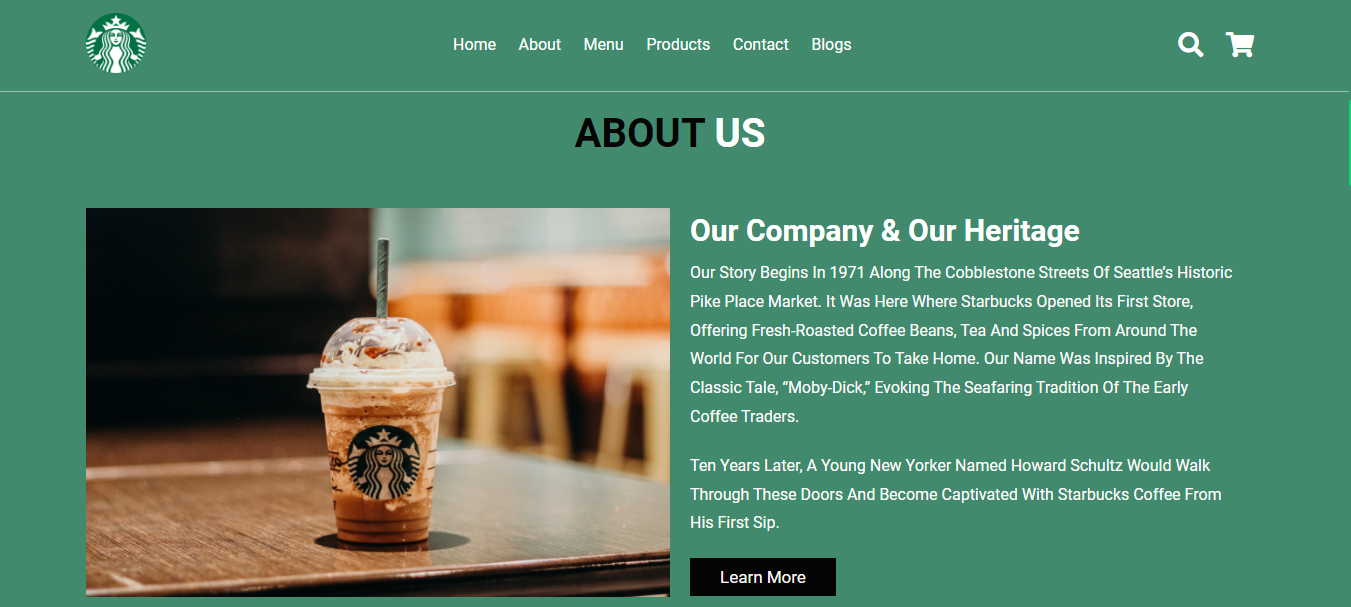 Home About Menu Products Contact Blogs
ABOUT US
Our Company & Our Heritage
Our Story Begins In 1971 Along The Cobblestone Streets Of Seattle’s Historic
Pike Place Market. It Was Here Where Starbucks Opened Its First Store,
Offering Fresh-Roasted Coffee Beans, Tea And Spices From Around The
World For Our Customers To Take Home. Our Name Was Inspired By The
Classic Tale, “Moby-Dick,” Evoking The Seafaring Tradition Of The Early
Coffee Traders.
Ten Years Later, A Young New Yorker Named Howard Schultz Would Walk
Through These Doors And Become Captivated With Starbucks Coffee From
His First Sip.
Learn More